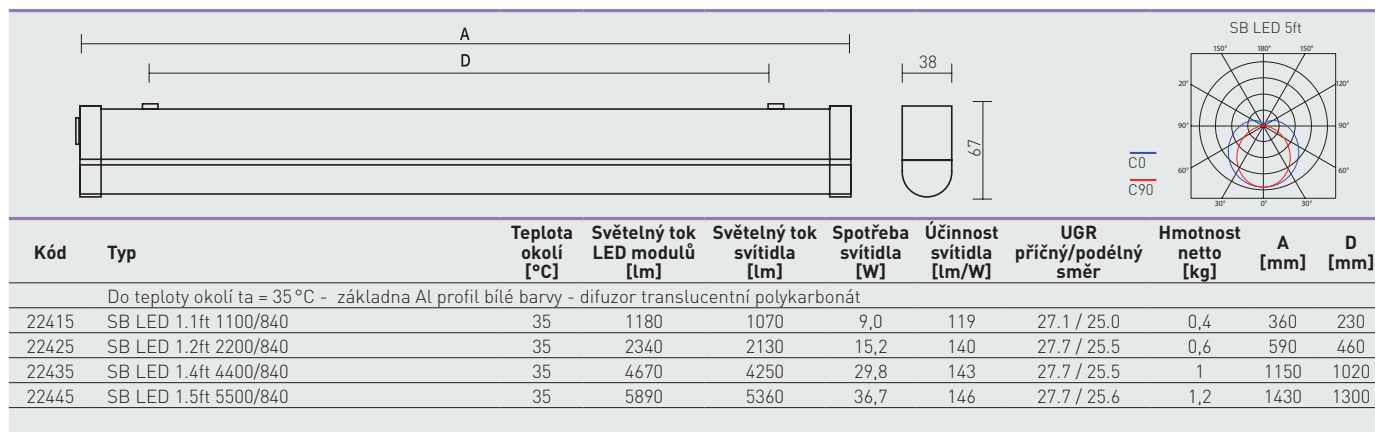 A
D
38
67
SB LED 5ft
150° 180° 150°
20° 120°
90° 90°
60° 60°
30° 0° 30°
C0
C90
Kód Typ Teplota okolí [°C] Světelný tok LED modulů [lm] Světelný tok svítidla [lm] Spotřeba svítidla [W] Účinnost svítidla [lm/W] UGR příčný/podélný směr Hmotnost netto [kg] A [mm] D [mm]
Do teploty okolí ta = 35 °C - základna Al profil bílé barvy - difuzor translucentní polykarbonát
22415 SB LED 1.1ft 1100/840 35 1180 1070 9,0 119 27.1 / 25.0 0,4 360 230
22425 SB LED 1.2ft 2200/840 35 2340 2130 15,2 140 27.7 / 25.5 0,6 590 460
22435 SB LED 1.4ft 4400/840 35 4670 4250 29,8 143 27.7 / 25.5 1 1150 1020
22445 SB LED 1.5ft 5500/840 35 5890 5360 36,7 146 27.7 / 25.6 1,2 1430 1300